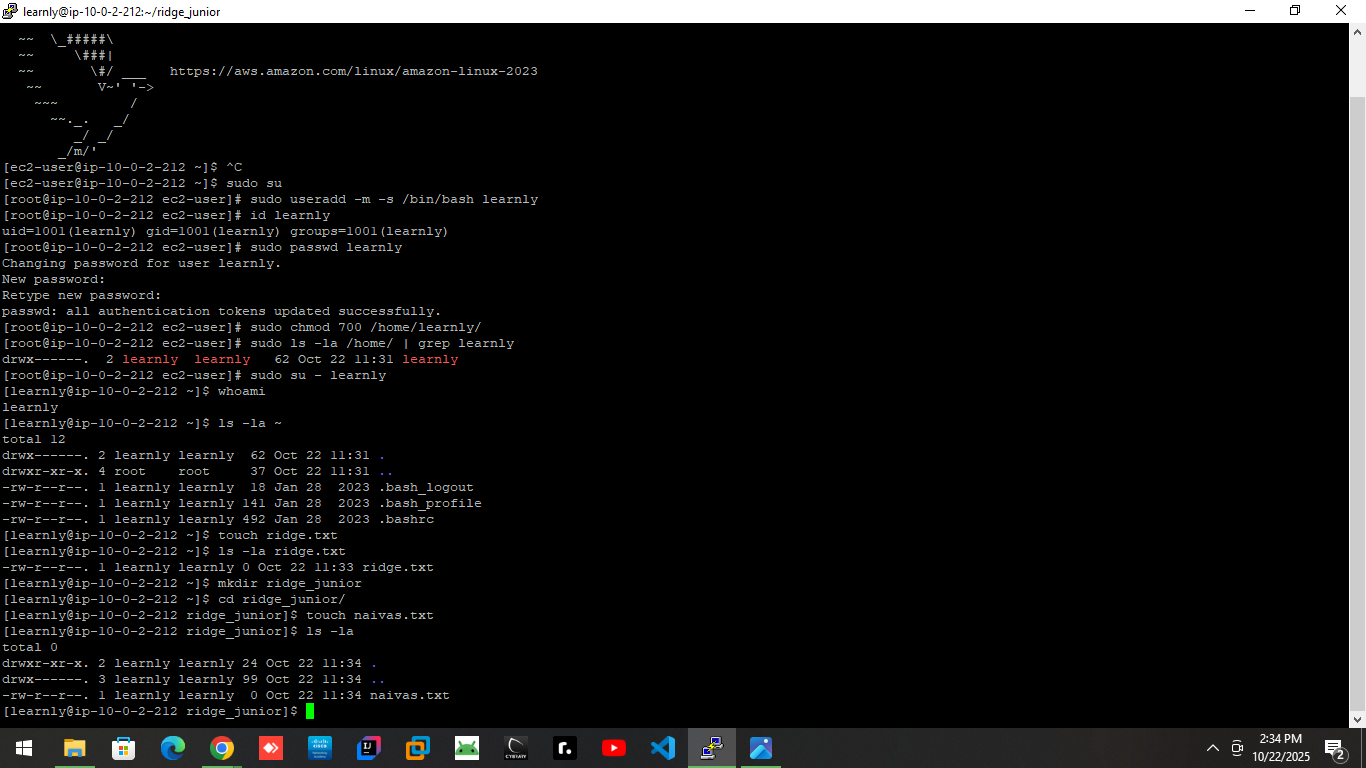 learnly@ip-10-0-2-212:~/ridge_junior
  ~~  \_#####\
  ~~     \###|
  ~~       \#/ ___   https://aws.amazon.com/linux/amazon-linux-2023
   ~~       V~' '->
    ~~~         /
      ~~._.   _/
         _/ _/
       _/m/'
[ec2-user@ip-10-0-2-212 ~]$ ^C
[ec2-user@ip-10-0-2-212 ~]$ sudo su
[root@ip-10-0-2-212 ec2-user]# sudo useradd -m -s /bin/bash learnly
[root@ip-10-0-2-212 ec2-user]# id learnly
uid=1001(learnly) gid=1001(learnly) groups=1001(learnly)
[root@ip-10-0-2-212 ec2-user]# sudo passwd learnly
Changing password for user learnly.
New password:
Retype new password:
passwd: all authentication tokens updated successfully.
[root@ip-10-0-2-212 ec2-user]# sudo chmod 700 /home/learnly/
[root@ip-10-0-2-212 ec2-user]# sudo ls -la /home/ | grep learnly
drwx------.  2 learnly  learnly   62 Oct 22 11:31 learnly
[root@ip-10-0-2-212 ec2-user]# sudo su - learnly
[learnly@ip-10-0-2-212 ~]$ whoami
learnly
[learnly@ip-10-0-2-212 ~]$ ls -la ~
total 12
drwx------. 2 learnly learnly  62 Oct 22 11:31 .
drwxr-xr-x. 4 root    root     37 Oct 22 11:31 ..
-rw-r--r--. 1 learnly learnly  18 Jan 28  2023 .bash_logout
-rw-r--r--. 1 learnly learnly 141 Jan 28  2023 .bash_profile
-rw-r--r--. 1 learnly learnly 492 Jan 28  2023 .bashrc
[learnly@ip-10-0-2-212 ~]$ touch ridge.txt
[learnly@ip-10-0-2-212 ~]$ ls -la ridge.txt
-rw-r--r--. 1 learnly learnly 0 Oct 22 11:33 ridge.txt
[learnly@ip-10-0-2-212 ~]$ mkdir ridge_junior
[learnly@ip-10-0-2-212 ~]$ cd ridge_junior/
[learnly@ip-10-0-2-212 ridge_junior]$ touch naivas.txt
[learnly@ip-10-0-2-212 ridge_junior]$ ls -la
total 0
drwxr-xr-x. 2 learnly learnly 24 Oct 22 11:34 .
drwx------. 3 learnly learnly 99 Oct 22 11:34 ..
-rw-r--r--. 1 learnly learnly  0 Oct 22 11:34 naivas.txt
[learnly@ip-10-0-2-212 ridge_junior]$
2:34 PM
10/22/2025
2